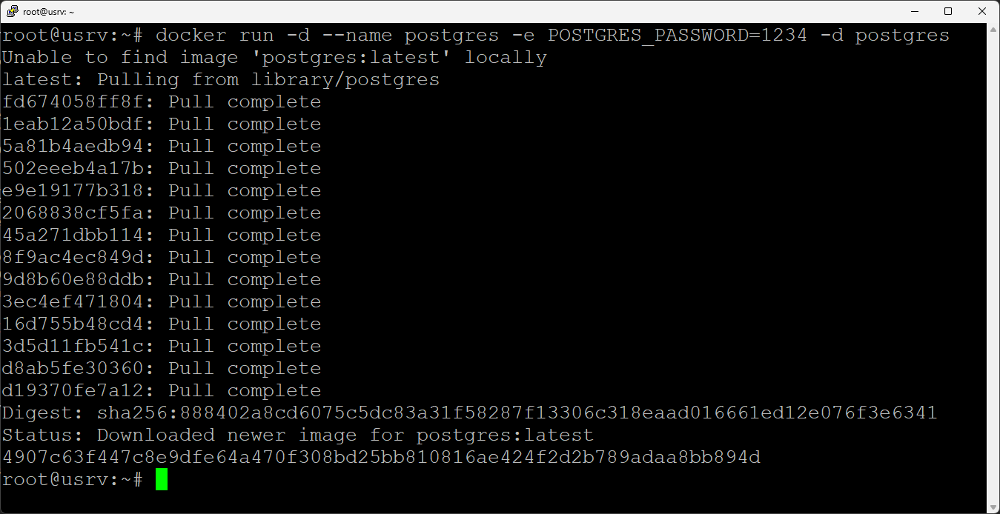 root@usrv: ~
root@usrv:~# docker run -d --name postgres -e POSTGRES_PASSWORD=1234 -d postgres
Unable to find image 'postgres:latest' locally
latest: Pulling from library/postgres
fd674058ff8f: Pull complete
1eab12a50bdf: Pull complete
5a81b4aedb94: Pull complete
502eeeb4a17b: Pull complete
e9e19177b318: Pull complete
2068838cf5fa: Pull complete
45a271dbb114: Pull complete
8f9ac4ec849d: Pull complete
9d8b60e88ddb: Pull complete
3ec4ef471804: Pull complete
16d755b48cd4: Pull complete
3d5d11fb541c: Pull complete
d8ab5fe30360: Pull complete
d19370fe7a12: Pull complete
Digest: sha256:888402a8cd6075c5dc83a31f58287f13306c318eaad016661ed12e076f3e6341
Status: Downloaded newer image for postgres:latest
4907c63f447c8e9dfe64a470f308bd25bb810816ae424f2d2b789adaa8bb894d
root@usrv:~#